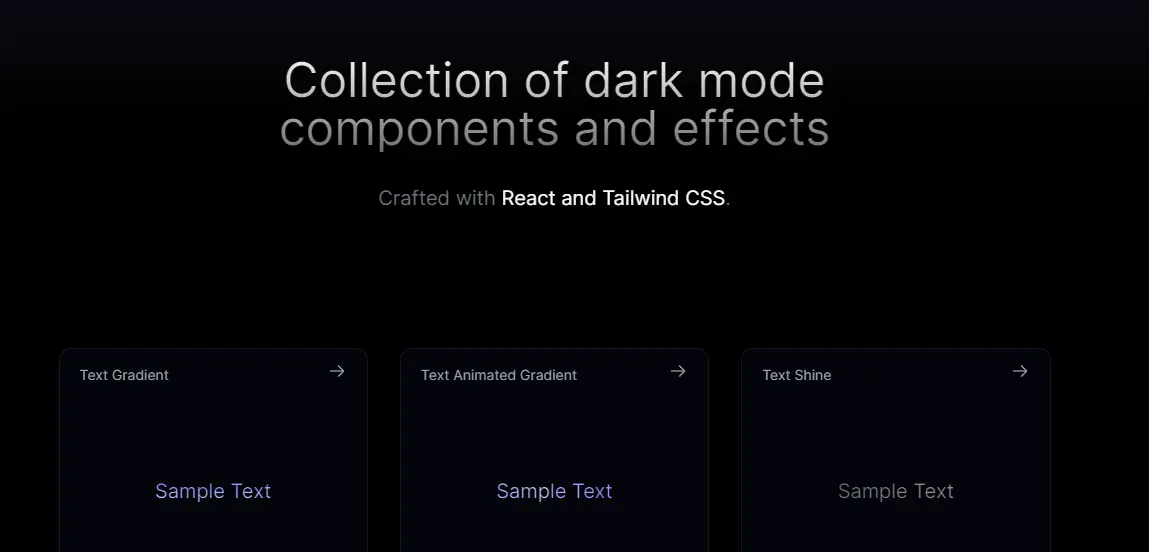 Collection of dark mode
components and effects
Crafted with React and Tailwind CSS.
Text Gradient
Sample Text
Text Animated Gradient
Sample Text
Text Shine
Sample Text